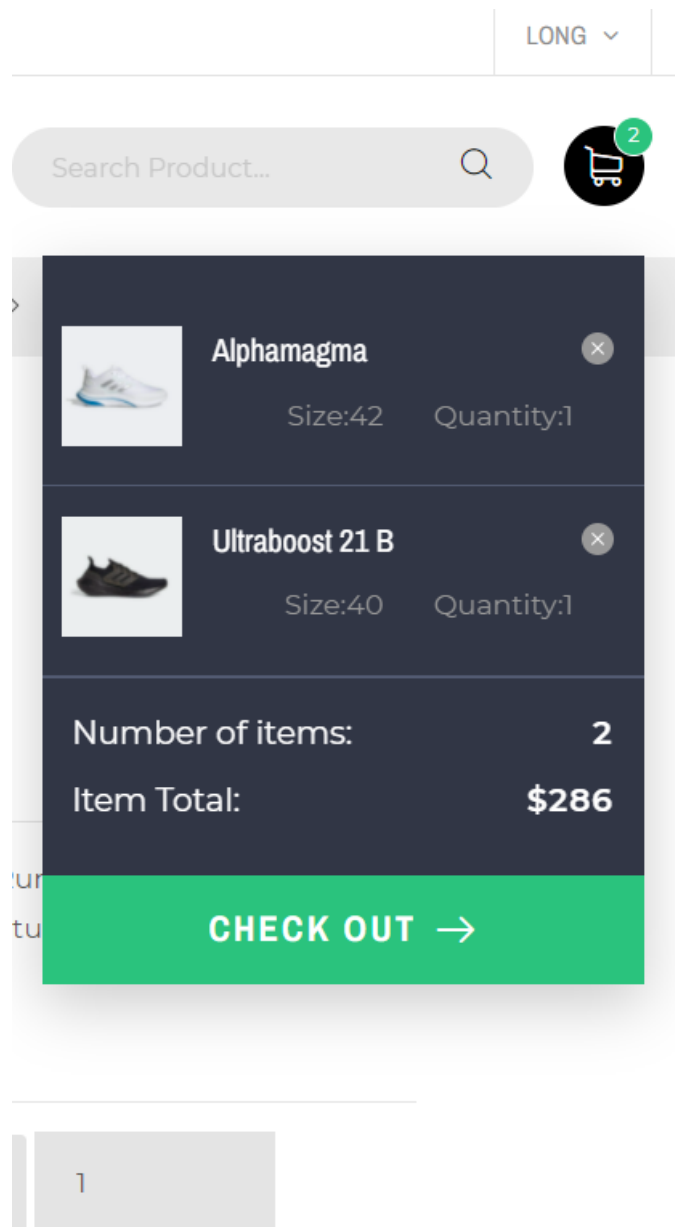 LONG
Search Product...
2
Alphamagma
Size:42 Quantity:1
Ultraboost 21 B
Size:40 Quantity:1
Number of items: 2
Item Total: $286
tu
CHECK OUT
1